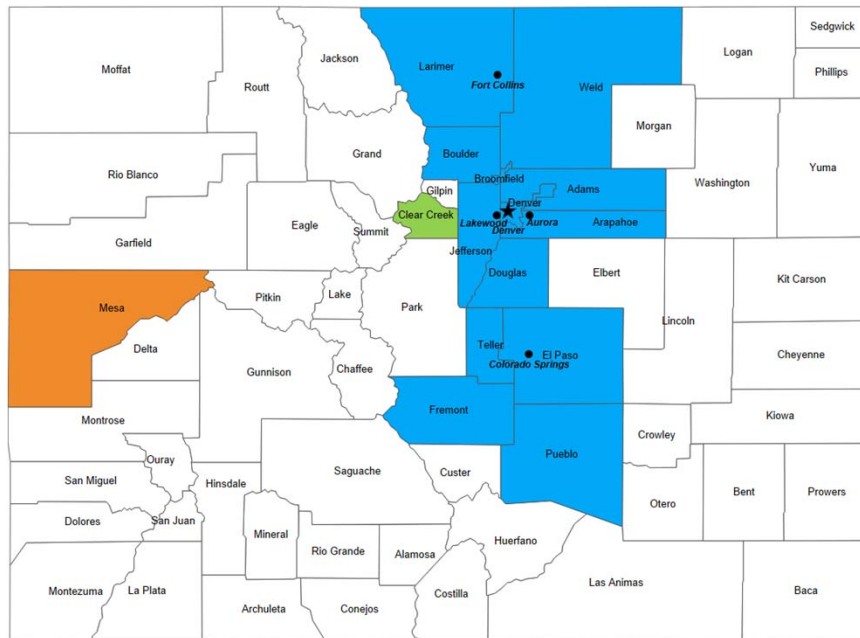 Sedgwick
Logan
Jackson
Moffat
Larimer
Phillips
Routt
Fort Collins
Weld
Morgan
Grand
Boulder
Yuma
Rio Blanco
Washington
Broomfield
Gilpin
Adams
Denver
Clear Creek
Lakewood
Aurora
Eagle
Summit
Denver
Arapahoe
Garfield
Jefferson
Douglas
Elbert
Kit Carson
Pitkin
Lake
Park
Mesa
Lincoln
Teller
Delta
El Paso
Cheyenne
Colorado Springs
Gunnison
Chaffee
Fremont
Kiowa
Montrose
Crowley
Pueblo
Ouray
Saguache
Custer
San Miguel
Hinsdale
Bent
Prowers
Otero
Dolores
San Juan
Mineral
Huerfano
Rio Grande
Alamosa
Las Animas
Montezuma
La Plata
Costilla
Baca
Archuleta
Conejos